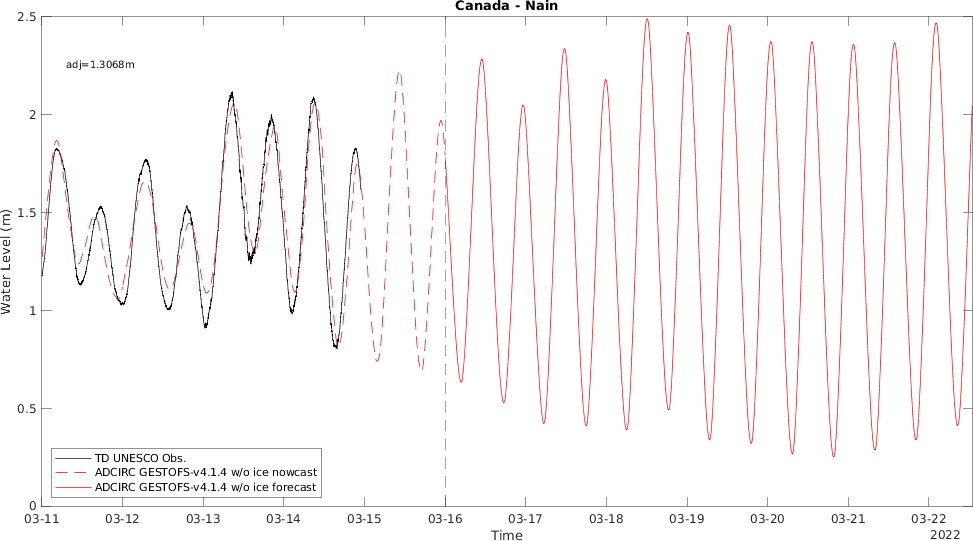 Canada - Nain
2.5
adj=1.3068m
2
1.5
Water Level (m)
1
0.5
TD UNESCO Obs.
ADCIRC GESTOFS-v4.1.4 w/o ice nowcast
ADCIRC GESTOFS-v4.1.4 w/o ice forecast
0
03-11 03-12 03-13 03-14 03-15 03-16 03-17 03-18 03-19 03-20 03-21 03-22
Time
2022